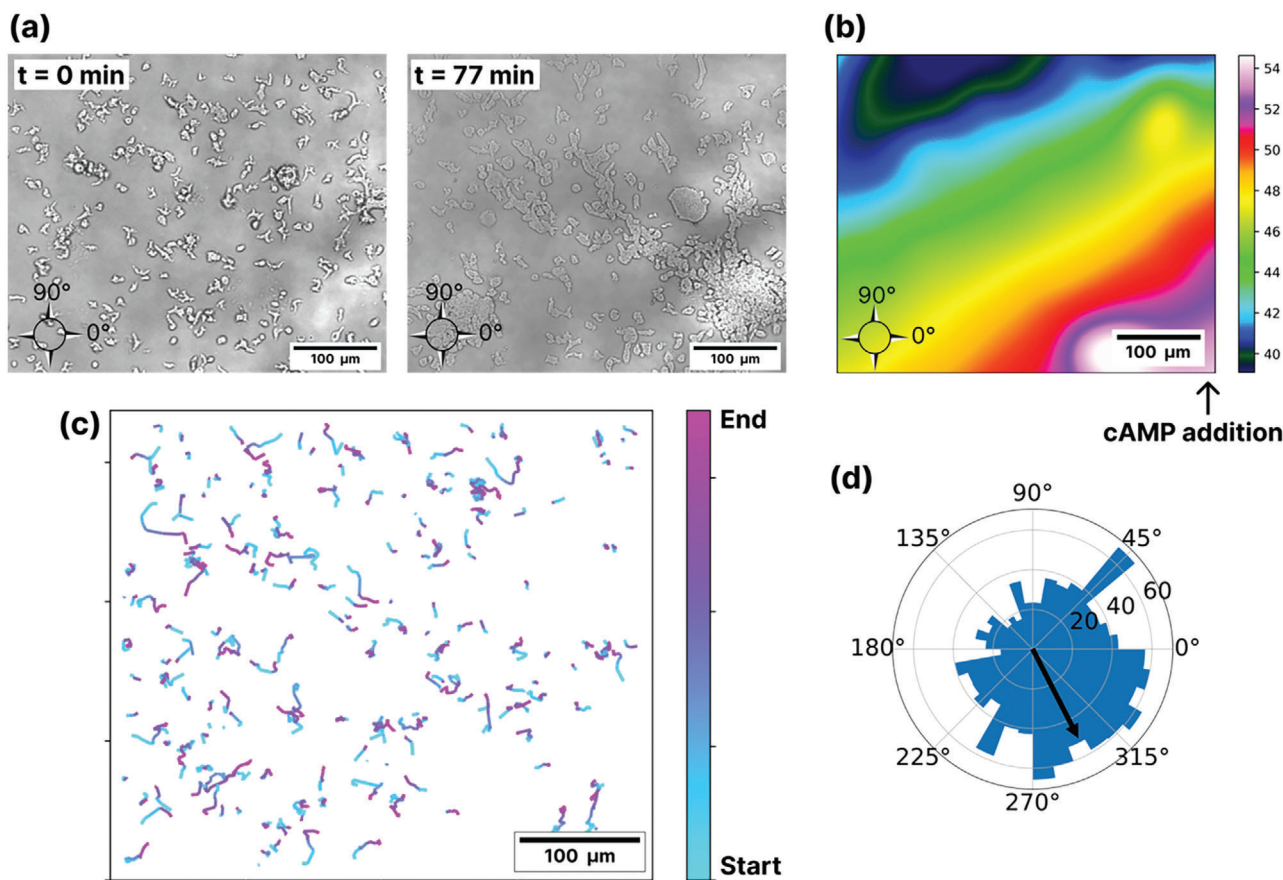 (a)
t = 0 min
90°
0°
100 µm
t = 77 min
90°
0°
100 µm
(b)
90°
0°
100 µm
54
52
50
48
46
44
42
40
cAMP addition
(c)
End
Start
100 µm
(d)
90°
135°
45°
60
40
20
180°
0°
225°
315°
270°